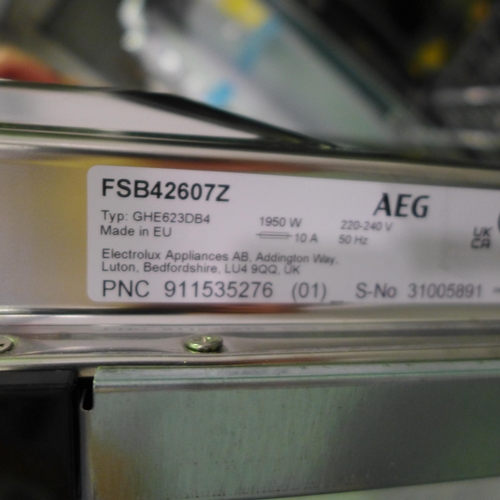 FSB42607Z
AEG
Typ: GHE623DB4
Made in EU
1950 W
10 A
220-240 V
50 Hz
UK
CA
Electrolux Appliances AB, Addington Way,
Luton, Bedfordshire, LU4 9QQ, UK
PNC 911535276 (01) S-No 31005891